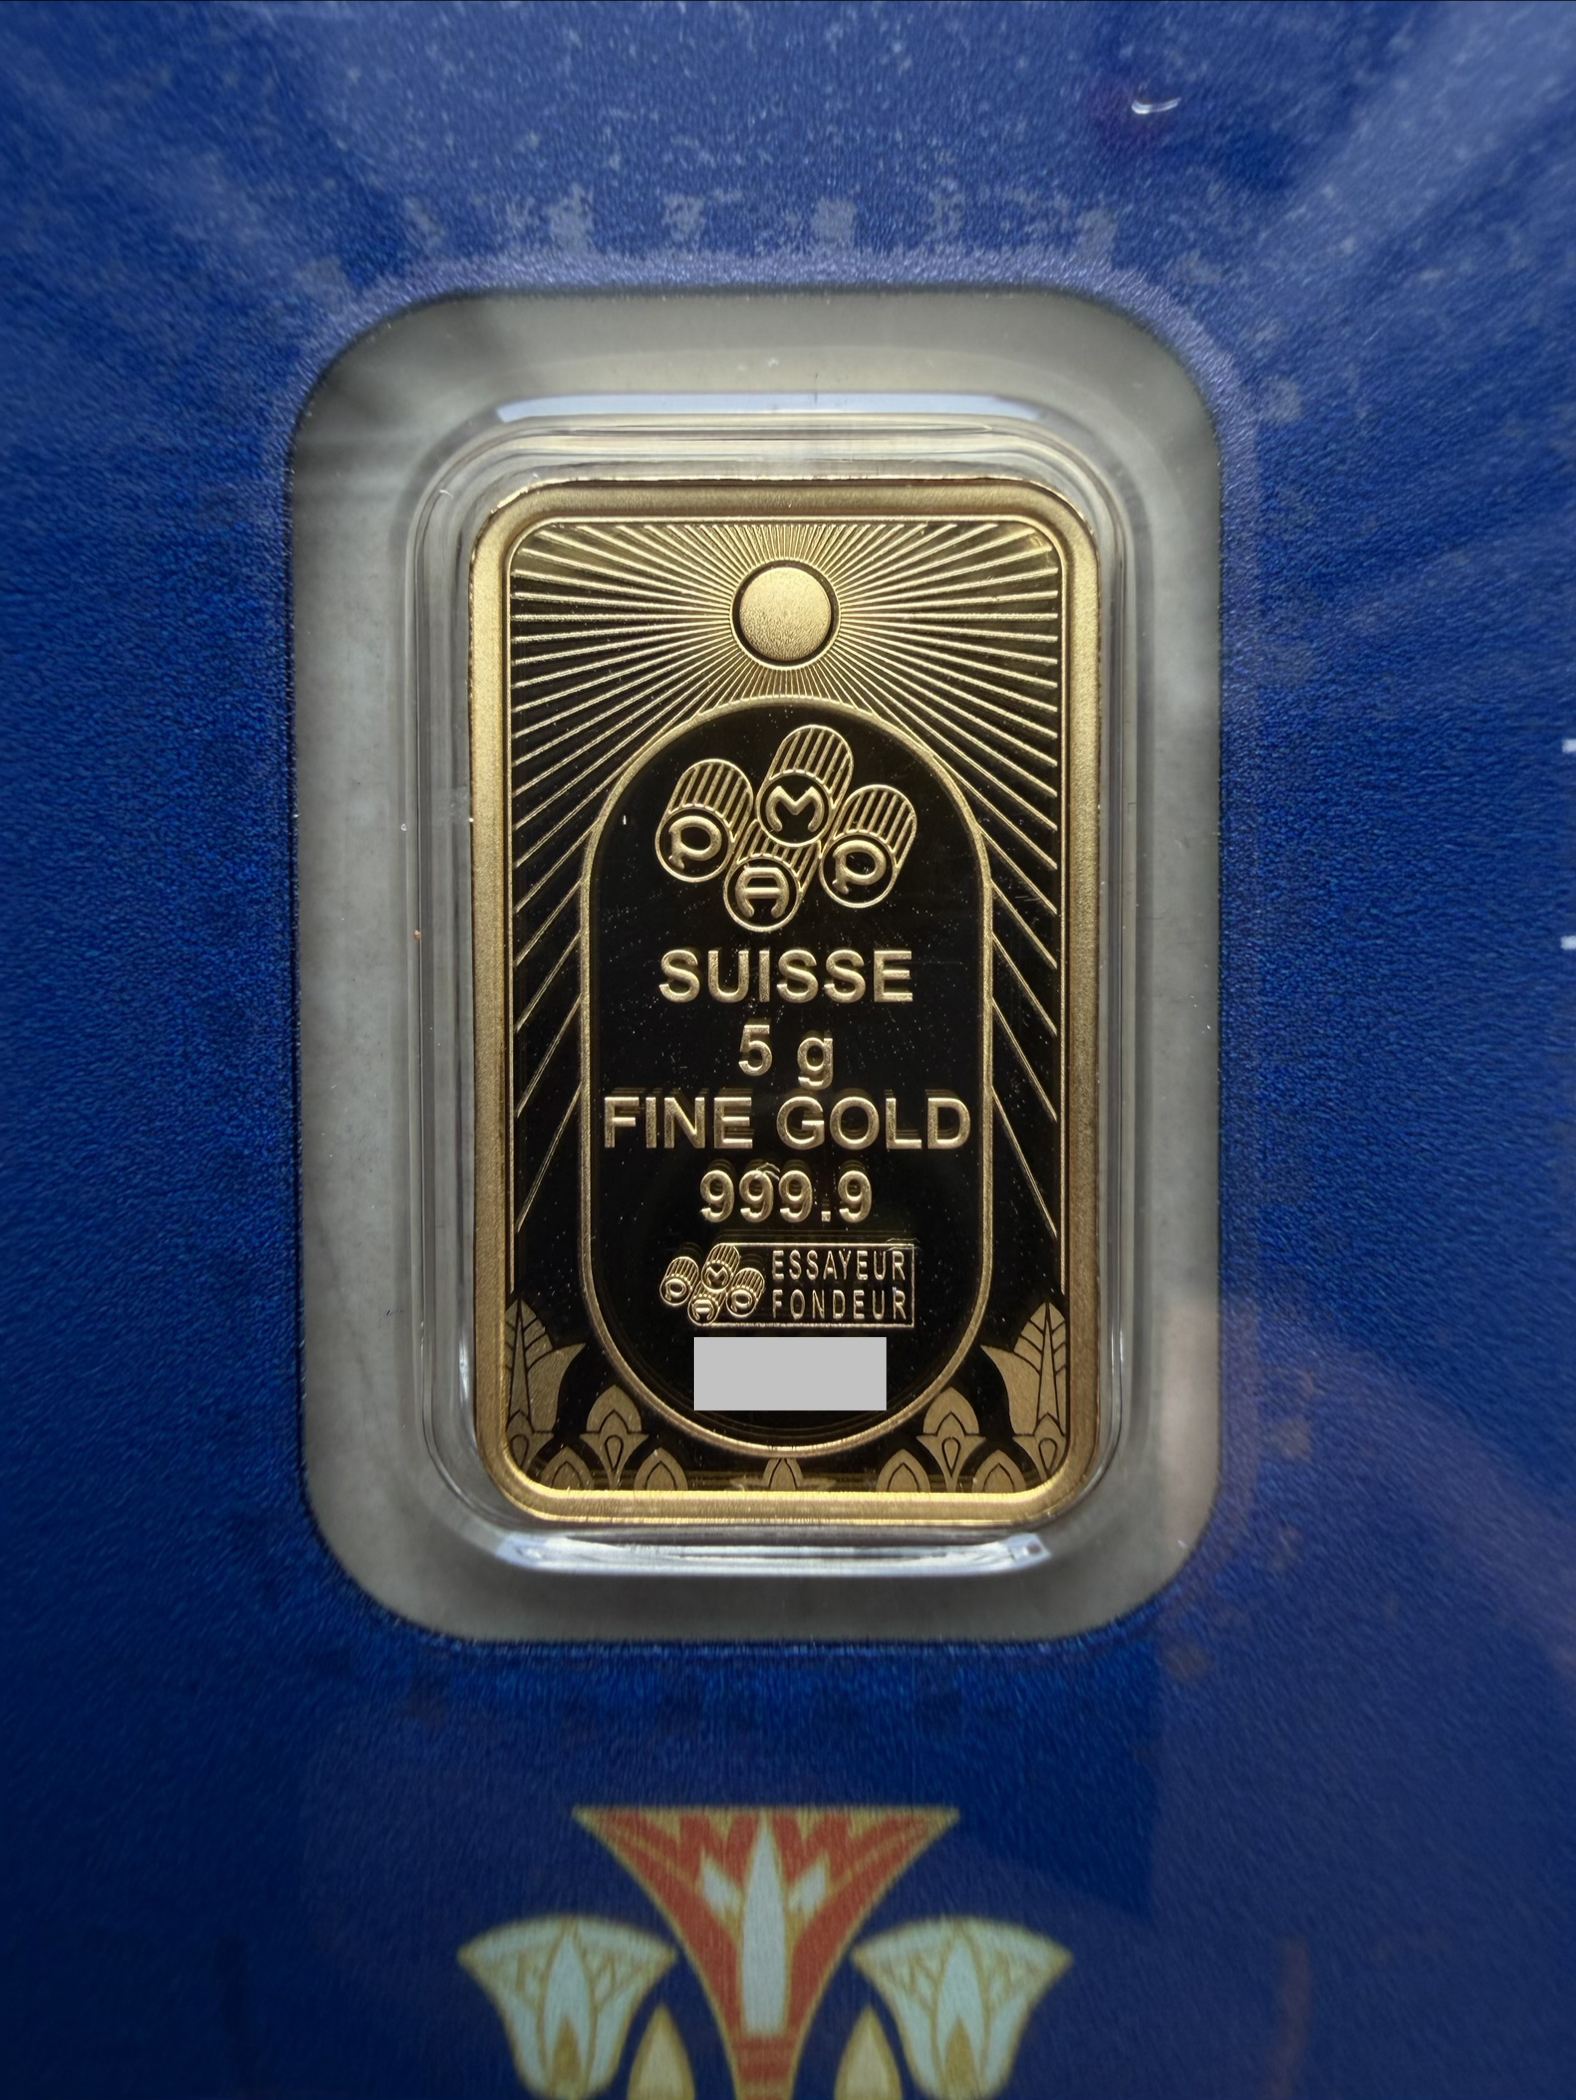 PAMP
SUISSE
5 g
FINE GOLD
999.9
PAMP ESSAYEUR
FONDEUR